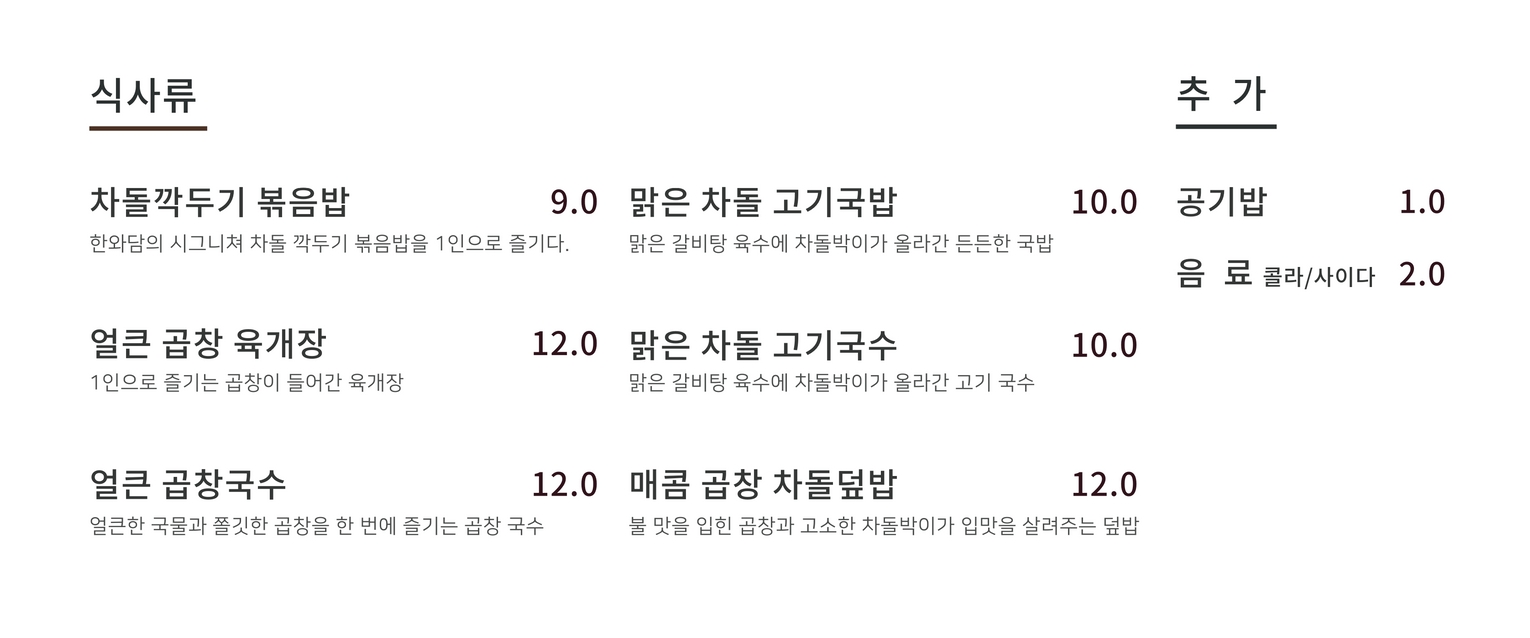 식사류
차돌깍두기 볶음밥 9.0
한와담의 시그니쳐 차돌 깍두기 볶음밥을 1인으로 즐기다.
얼큰 곱창 육개장 12.0
1인으로 즐기는 곱창이 들어간 육개장
얼큰 곱창국수 12.0
얼큰한 국물과 쫄깃한 곱창을 한 번에 즐기는 곱창 국수
맑은 차돌 고기국밥 10.0
맑은 갈비탕 육수에 차돌박이가 올라간 든든한 국밥
맑은 차돌 고기국수 10.0
맑은 갈비탕 육수에 차돌박이가 올라간 고기 국수
매콤 곱창 차돌덮밥 12.0
불 맛을 입힌 곱창과 고소한 차돌박이가 입맛을 살려주는 덮밥
추 가
공기밥 1.0
음 료 콜라/사이다 2.0